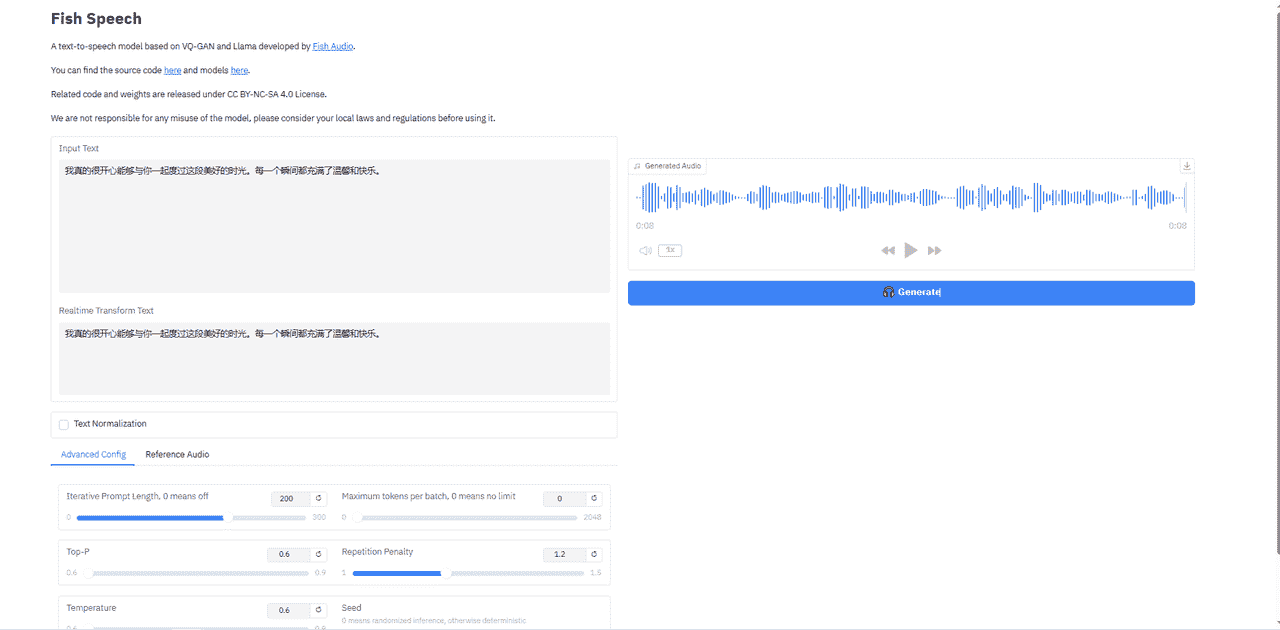 Fish Speech
A text-to-speech model based on VQ-GAN and Llama developed by Fish Audio.
You can find the source code here and models here.
Related code and weights are released under CC BY-NC-SA 4.0 License.
We are not responsible for any misuse of the model, please consider your local laws and regulations before using it.
Input Text
我真的很开心能够与你一起度过这段美好的时光。每一个瞬间都充满了温馨和快乐。
Realtime Transform Text
我真的很开心能够与你一起度过这段美好的时光。每一个瞬间都充满了温馨和快乐。
Text Normalization
Advanced Config
Reference Audio
Iterative Prompt Length, 0 means off
200
0
300
Maximum tokens per batch, 0 means no limit
0
0
2048
Top-P
0.6
0.6
0.9
Repetition Penalty
1.2
1
1.5
Temperature
0.6
0.6
0.9
Seed
0 means randomized inference, otherwise deterministic
Generated Audio
0:08
0:08
1x
Generate